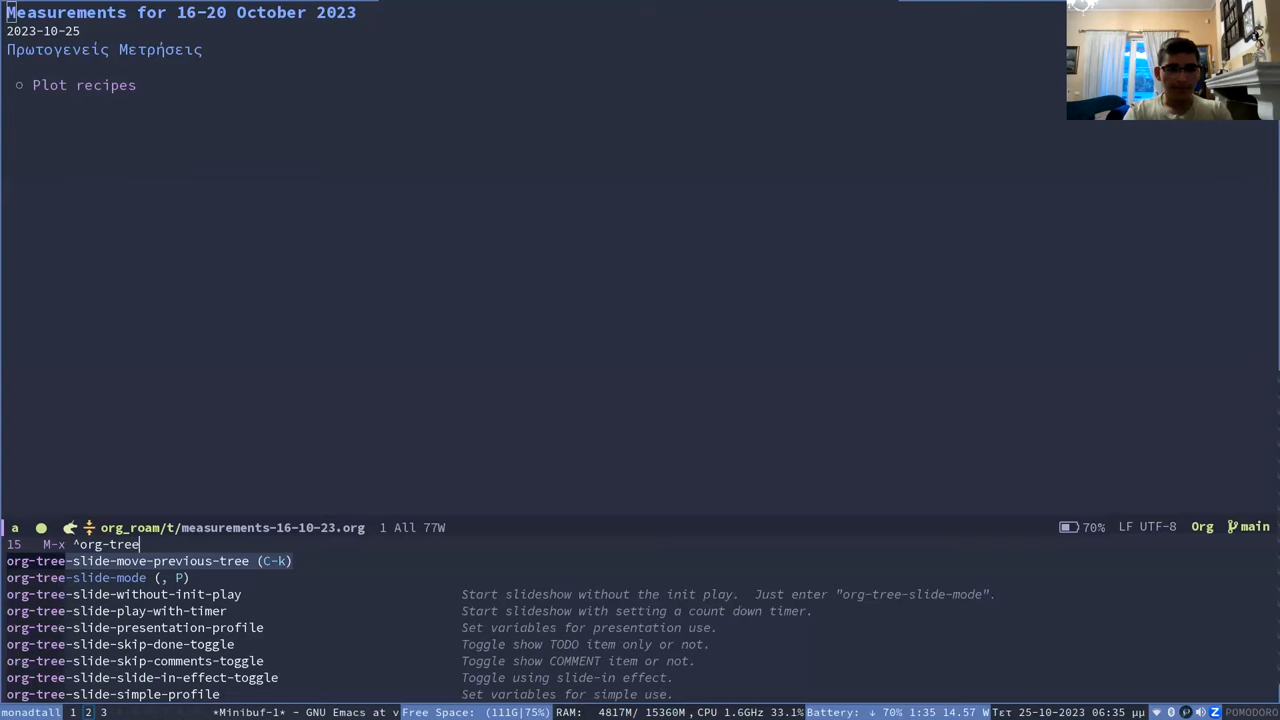 Measurements for 16-20 October 2023
2023-10-25
Πρωτογενείς Μετρήσεις
Plot recipes
a org_roam/t/measurements-16-10-23.org 1 All 77W 70% LF UTF-8 Org main
15 M-x ^org-tree
org-tree-slide-move-previous-tree (C-k)
org-tree-slide-mode (, P)
org-tree-slide-without-init-play Start slideshow without the init play. Just enter "org-tree-slide-mode".
org-tree-slide-play-with-timer Start slideshow with setting a count down timer.
org-tree-slide-presentation-profile Set variables for presentation use.
org-tree-slide-skip-done-toggle Toggle show TODO item only or not.
org-tree-slide-skip-comments-toggle Toggle show COMMENT item or not.
org-tree-slide-slide-in-effect-toggle Toggle using slide-in effect.
org-tree-slide-simple-profile Set variables for simple use.
monadtall 1 2 3 *Minibuf-1* - GNU Emacs at v Free Space: (111G|75%) RAM: 4817M/ 15360M, CPU 1.6GHz 33.1% Battery: ↓ 70% 1:35 14.57 W Τετ 25-10-2023 06:35 μμ Z POMODORO